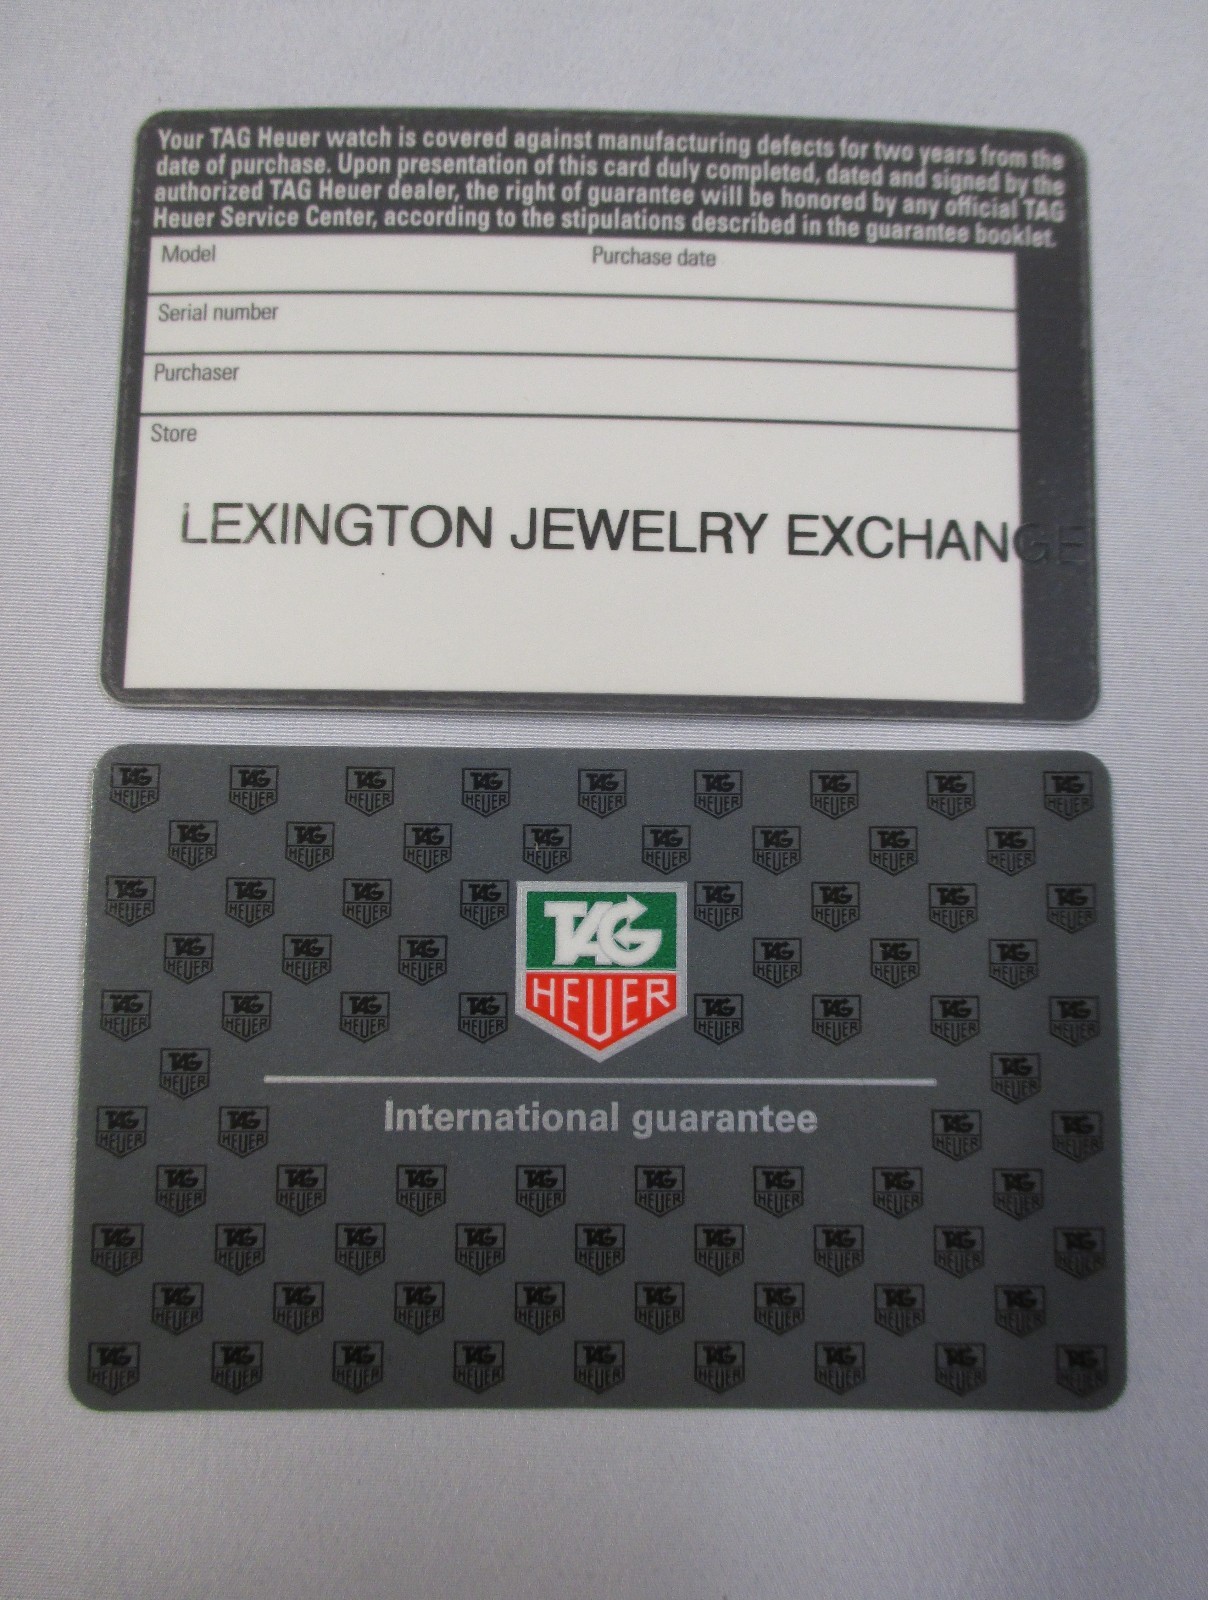 Your TAG Heuer watch is covered against manufacturing defects for two years from the
date of purchase. Upon presentation of this card duly completed, dated and signed by the
authorized TAG Heuer dealer, the right of guarantee will be honored by any official TAG
Heuer Service Center, according to the stipulations described in the guarantee booklet.
Model Purchase date
Serial number
Purchaser
Store
LEXINGTON JEWELRY EXCHANGE
TAG
HEUER
International guarantee